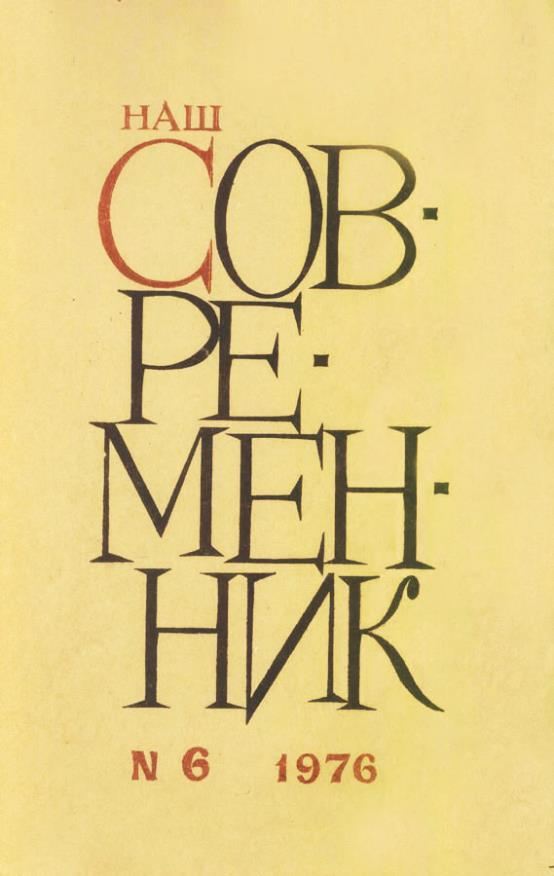 НАШ
СОВ·
РЕ·
МЕН·
НИК
N 6 1976